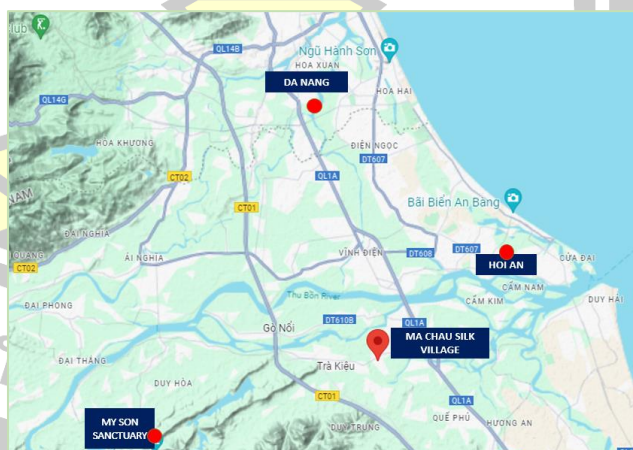 QL14B
Ngũ Hành Sơn
HOA XUAN
DA NANG
HOA HAI
QL14G
HOA KHUONG
ĐIỆN NGỌC
DT607
CT02
QL1A
Bãi Biển An Bàng
CT01
ĐẠI NGHĨA
ÁI NGHĨA
VĨNH ĐIỆN
DT608
DT607
HOI AN
CỬA ĐẠI
CT02
CẨM NAM
Thu Bồn River
CẨM KIM
DUY HẢI
ĐẠI PHONG
Gò Nổi
DT610B
QL1A
MA CHAU SILK
VILLAGE
ĐẠI THẮNG
Trà Kiệu
DUY HÒA
CT01
QL1A
MY SON
SANCTUARY
DUY TRUNG
QUẾ PHÚ
HƯƠNG AN